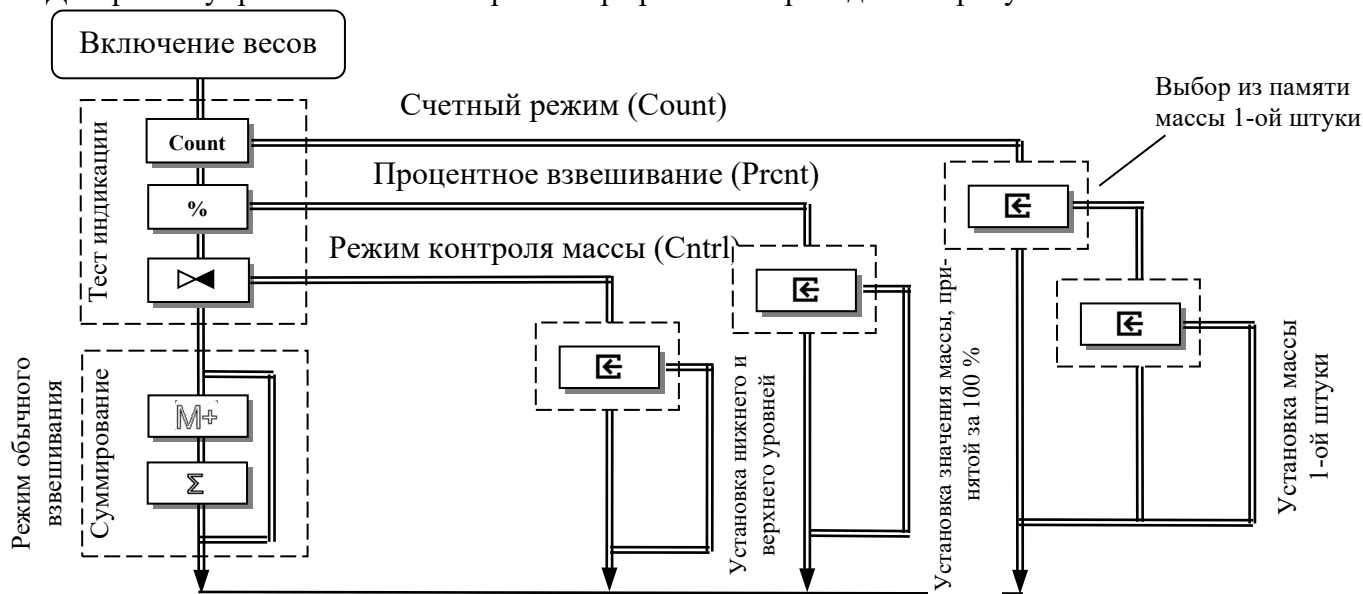 Включение весов
Счетный режим (Count)
Выбор из памяти
массы 1-ой штуки
Count
Процентное взвешивание (Prcnt)
%
Режим контроля массы (Cntrl)
Тест индикации
Режим обычного
взвешивания
Суммирование
M+
Σ
Установка нижнего и
верхнего уровней
Установка значения массы, при-
нятой за 100 %
Установка массы
1-ой штуки